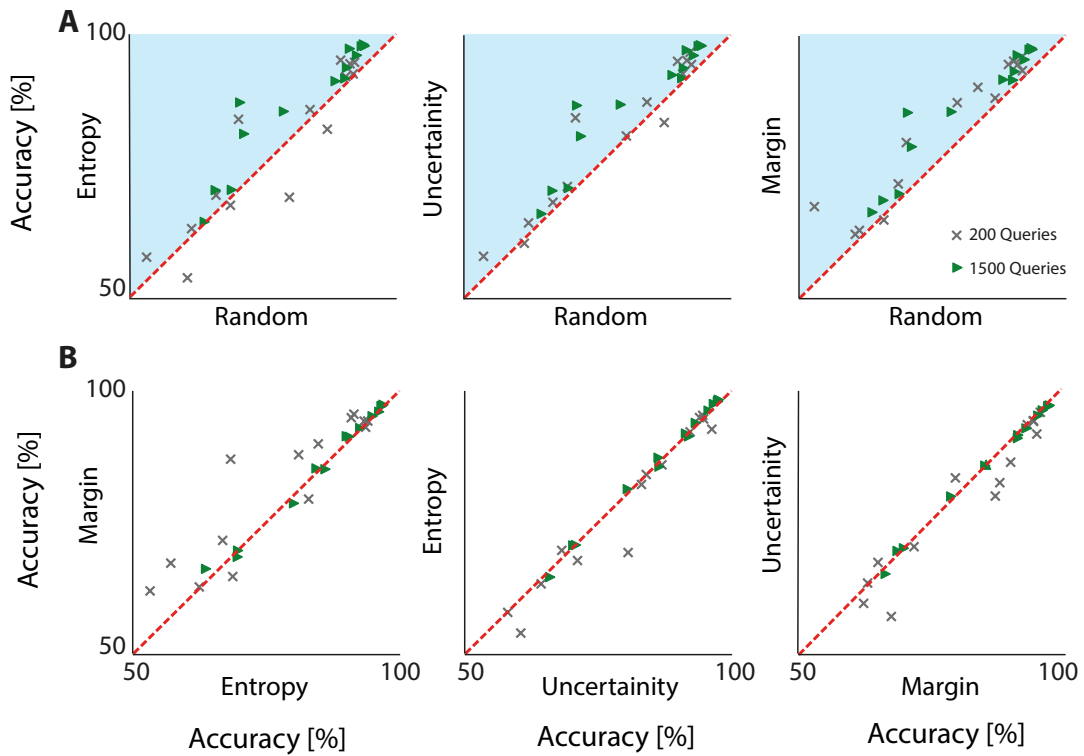 A
100
50
Accuracy [%]
Entropy
Random
Uncertainity
Random
Margin
Random
200 Queries
1500 Queries
B
100
50
Accuracy [%]
Margin
50
100
Entropy
Accuracy [%]
Entropy
50
100
Uncertainity
Accuracy [%]
Uncertainity
50
100
Margin
Accuracy [%]